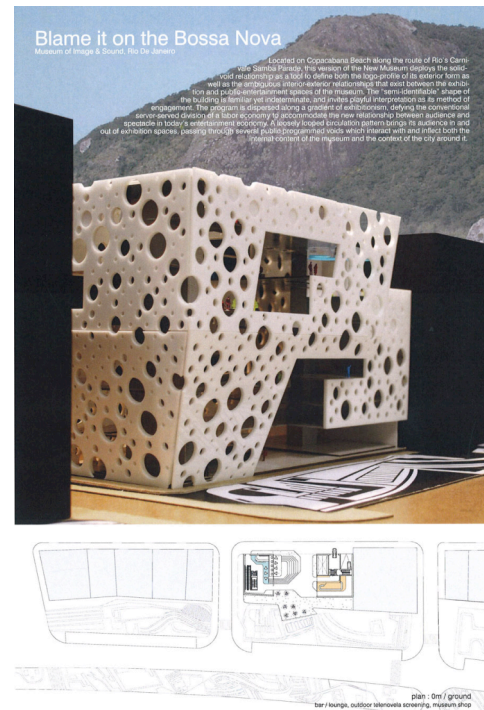 Blame it on the Bossa Nova
Museum of Image & Sound, Rio De Janeiro
Located on Copacabana Beach along the route of Rio's Carni-
vale Samba Parade, this version of the New Museum deploys the solid-
void relationship as a tool to define both the logo-profile of its exterior form as
well as the ambiguous interior-exterior relationships that exist between the exhibi-
tion and public-entertainment spaces of the museum. The "semi-identifiable" shape of
the building is familiar yet indeterminate, and invites playful interpretation as its method of
engagement. The program is dispersed along a gradient of exhibitionism, defying the conventional
server-served division of a labor economy to accommodate the new relationship between audience and
spectacle in today's entertainment economy. A loosely looped circulation pattern brings its audience in and
out of exhibition spaces, passing through several public programmed voids which interact with and inflect both the
internal content of the museum and the context of the city around it.
plan : 0m / ground
bar / lounge, outdoor telenovela screening, museum shop